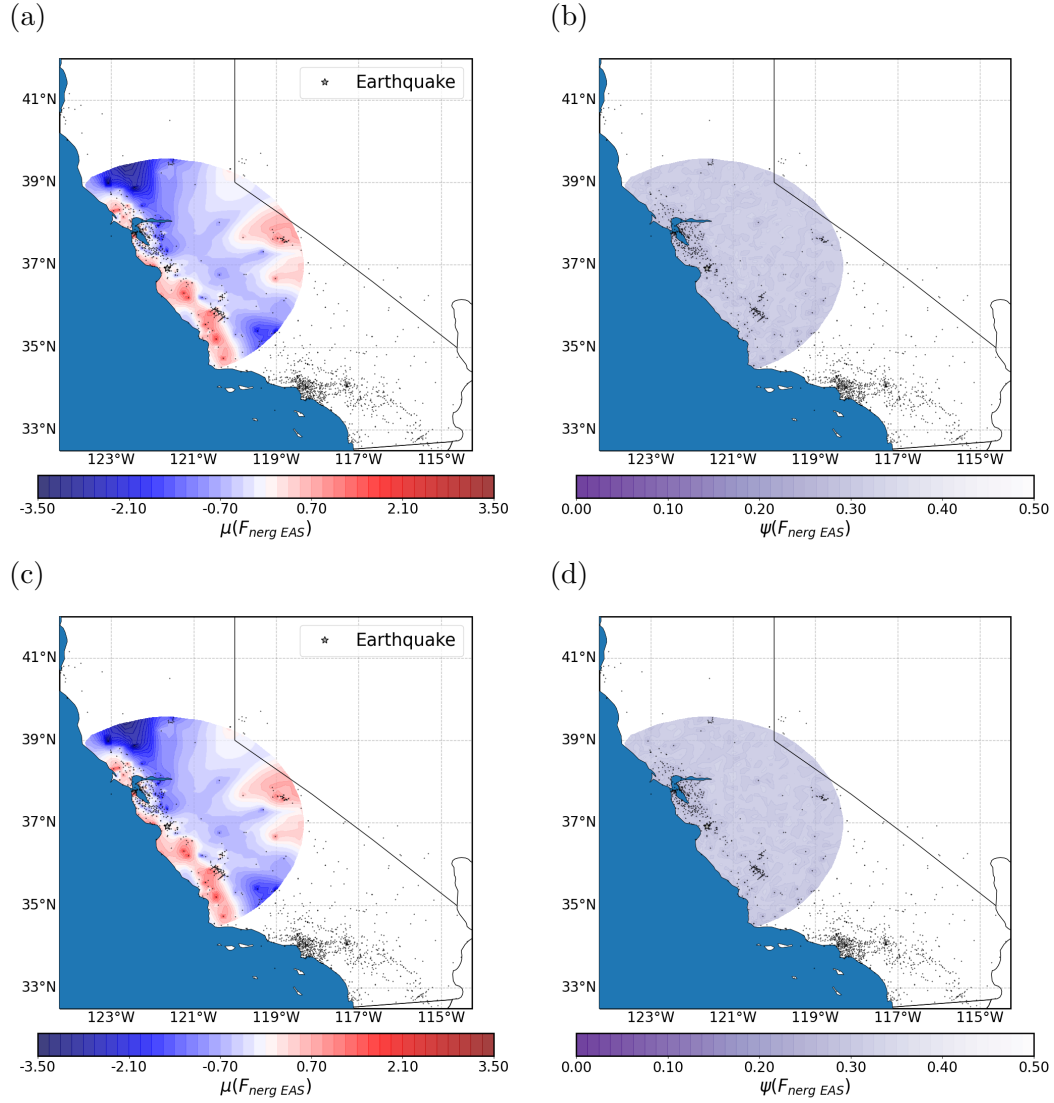 (a) (b)
Earthquake
41°N 41°N
39°N 39°N
37°N 37°N
35°N 35°N
33°N 33°N
123°W 121°W 119°W 117°W 115°W 123°W 121°W 119°W 117°W 115°W
-3.50 -2.10 -0.70 0.70 2.10 3.50 0.00 0.10 0.20 0.30 0.40 0.50
μ(F_nerg EAS) ψ(F_nerg EAS)
(c) (d)
Earthquake
41°N 41°N
39°N 39°N
37°N 37°N
35°N 35°N
33°N 33°N
123°W 121°W 119°W 117°W 115°W 123°W 121°W 119°W 117°W 115°W
-3.50 -2.10 -0.70 0.70 2.10 3.50 0.00 0.10 0.20 0.30 0.40 0.50
μ(F_nerg EAS) ψ(F_nerg EAS)